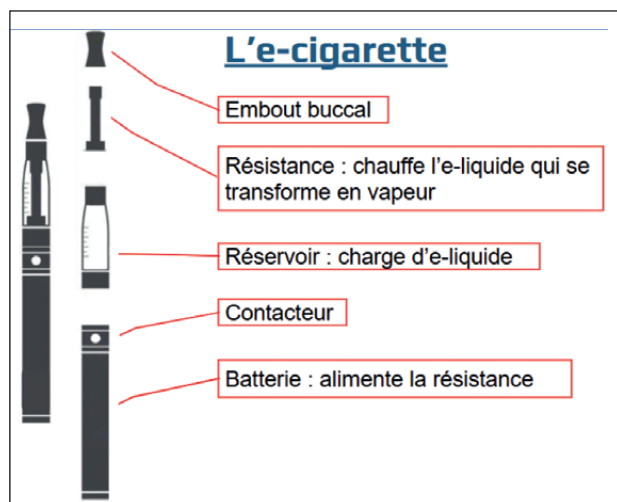 L'e-cigarette
Embout buccal
Résistance : chauffe l'e-liquide qui se
transforme en vapeur
Réservoir : charge d'e-liquide
Contacteur
Batterie : alimente la résistance